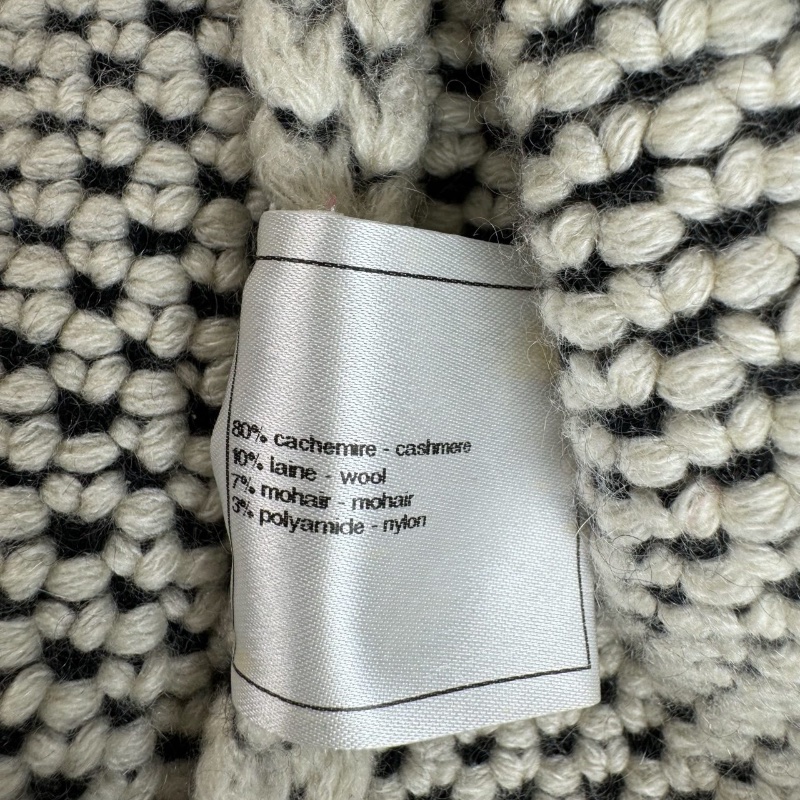 80% cachemire - cashmere
10% laine - wool
7% mohair - mohair
3% polyamide - nylon